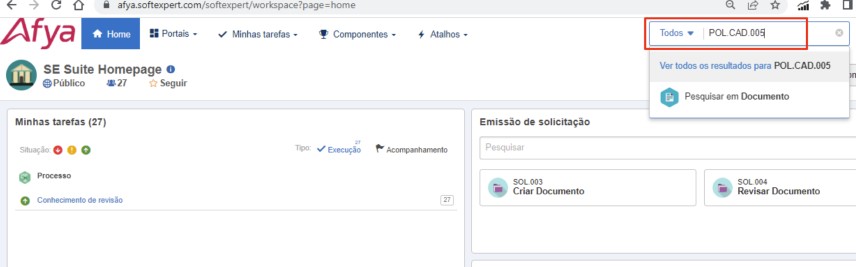 afya.softexpert.com/softexpert/workspace?page=home
Afya Home Portais Minhas tarefas Componentes Atalhos Todos POL.CAD.005
SE Suite Homepage
Público 27 Seguir
Ver todos os resultados para POL.CAD.005
Pesquisar em Documento
Minhas tarefas (27)
Situação: Tipo: 27 Execução Acompanhamento
Processo
Conhecimento de revisão 27
Emissão de solicitação
Pesquisar
SOL.003
Criar Documento
SOL.004
Revisar Documento